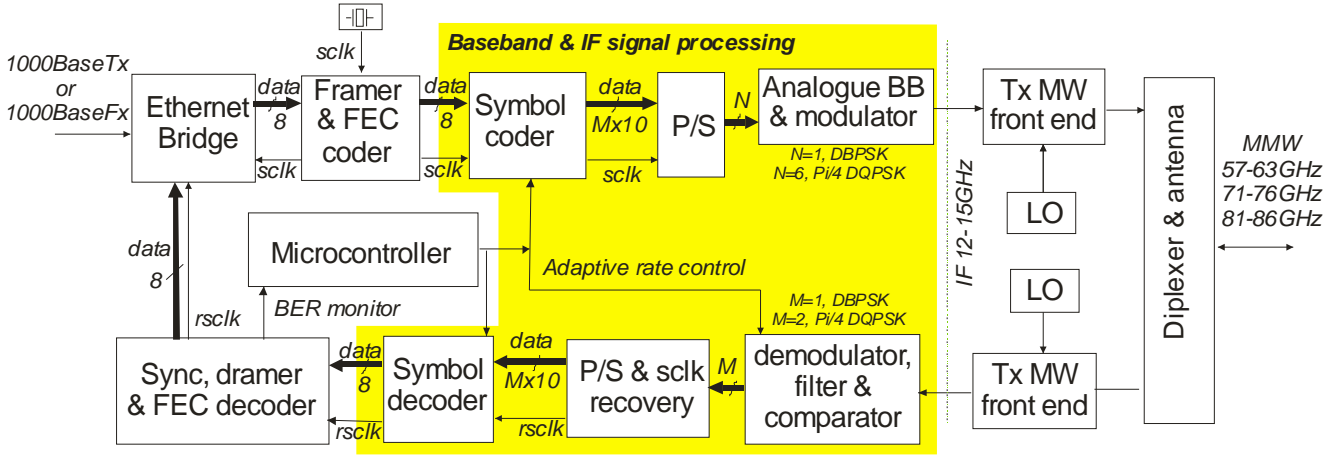 sclk
Baseband & IF signal processing
1000BaseTx
or
1000BaseFx
Ethernet
Bridge
data
8
sclk
Framer
& FEC
coder
data
8
sclk
Symbol
coder
data
Mx10
sclk
P/S
N
Analogue BB
& modulator
N=1, DBPSK
N=6, Pi/4 DQPSK
IF 12-15GHz
Tx MW
front end
LO
Diplexer & antenna
MMW
57-63GHz
71-76GHz
81-86GHz
Microcontroller
Adaptive rate control
data
8
rsclk
BER monitor
LO
M=1, DBPSK
M=2, Pi/4 DQPSK
Sync, dramer
& FEC decoder
data
8
rsclk
Symbol
decoder
data
Mx10
rsclk
P/S & sclk
recovery
M
demodulator,
filter &
comparator
Tx MW
front end